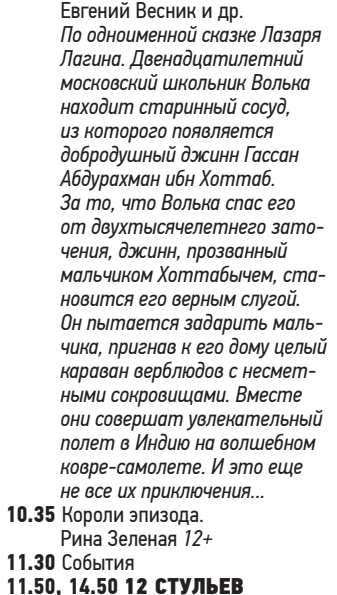 Евгений Весник и др.
По одноименной сказке Лазаря
Лагина. Двенадцатилетний
московский школьник Волька
находит старинный сосуд,
из которого появляется
добродушный джинн Гассан
Абдурахман ибн Хоттаб.
За то, что Волька спас его
от двухтысячелетнего зато-
чения, джинн, прозванный
мальчиком Хоттабычем, ста-
новится его верным слугой.
Он пытается задарить маль-
чика, пригнав к его дому целый
караван верблюдов с несмет-
ными сокровищами. Вместе
они совершат увлекательный
полет в Индию на волшебном
ковре-самолете. И это еще
не все их приключения...
10.35 Короли эпизода.
Рина Зеленая 12+
11.30 События
11.50, 14.50 12 СТУЛЬЕВ